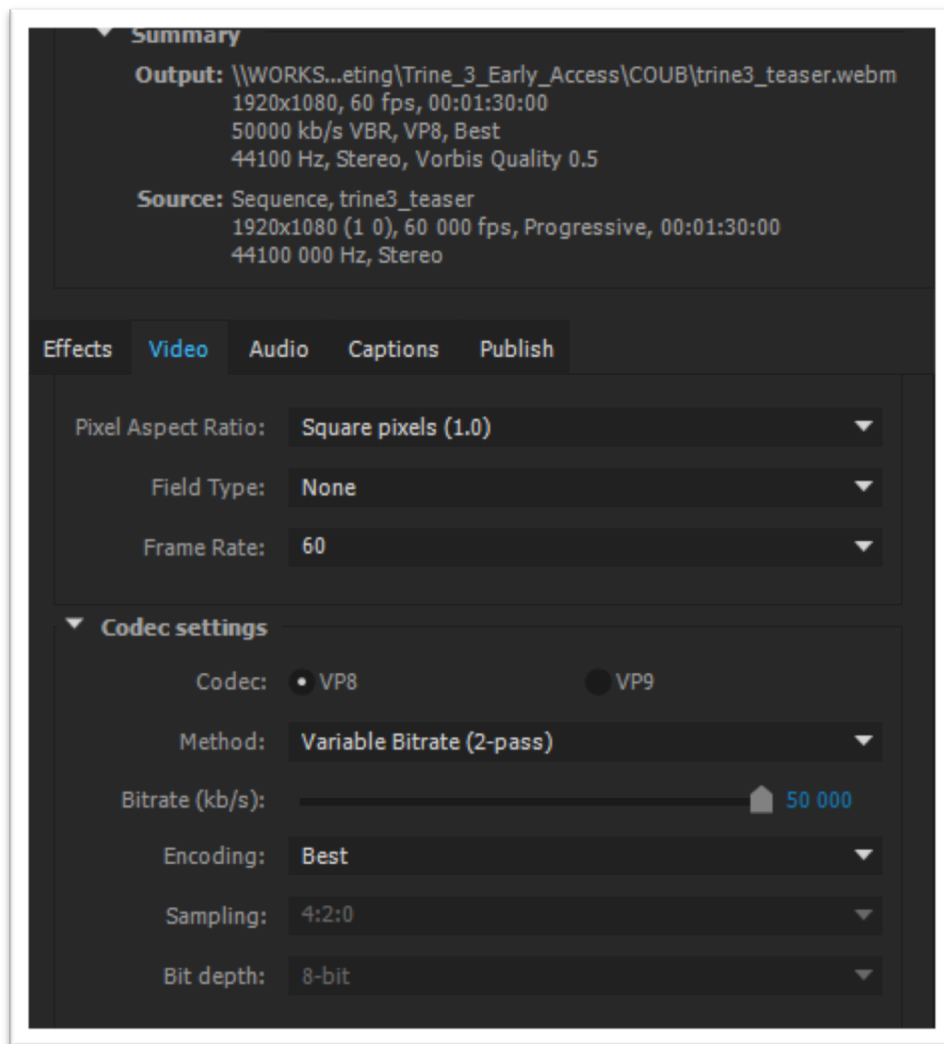 Summary
Output: \\WORKS...eting\Trine_3_Early_Access\COUB\trine3_teaser.webm
1920x1080, 60 fps, 00:01:30:00
50000 kb/s VBR, VP8, Best
44100 Hz, Stereo, Vorbis Quality 0.5
Source: Sequence, trine3_teaser
1920x1080 (1 0), 60 000 fps, Progressive, 00:01:30:00
44100 000 Hz, Stereo
Effects Video Audio Captions Publish
Pixel Aspect Ratio: Square pixels (1.0)
Field Type: None
Frame Rate: 60
Codec settings
Codec: VP8 VP9
Method: Variable Bitrate (2-pass)
Bitrate (kb/s): 50 000
Encoding: Best
Sampling: 4:2:0
Bit depth: 8-bit